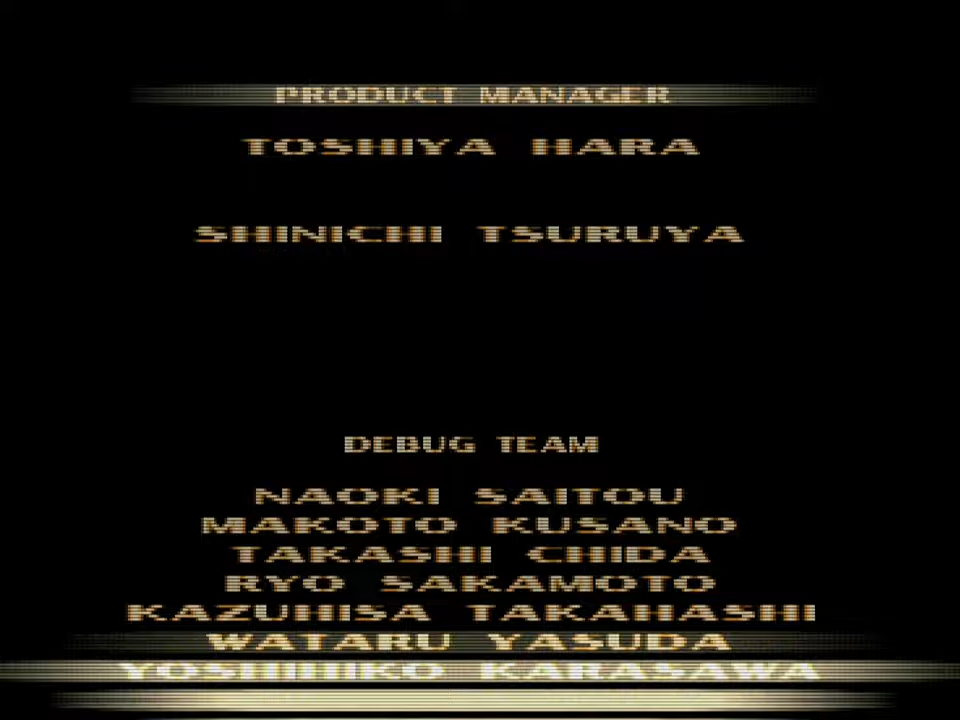 PRODUCT MANAGER
TOSHIYA HARA
SHINICHI TSURUYA
DEBUG TEAM
NAOKI SAITOU
MAKOTO KUSANO
TAKASHI CHIDA
RYO SAKAMOTO
KAZUHISA TAKAHASHI
WATARU YASUDA
YOSHIHIKO KARASAWA